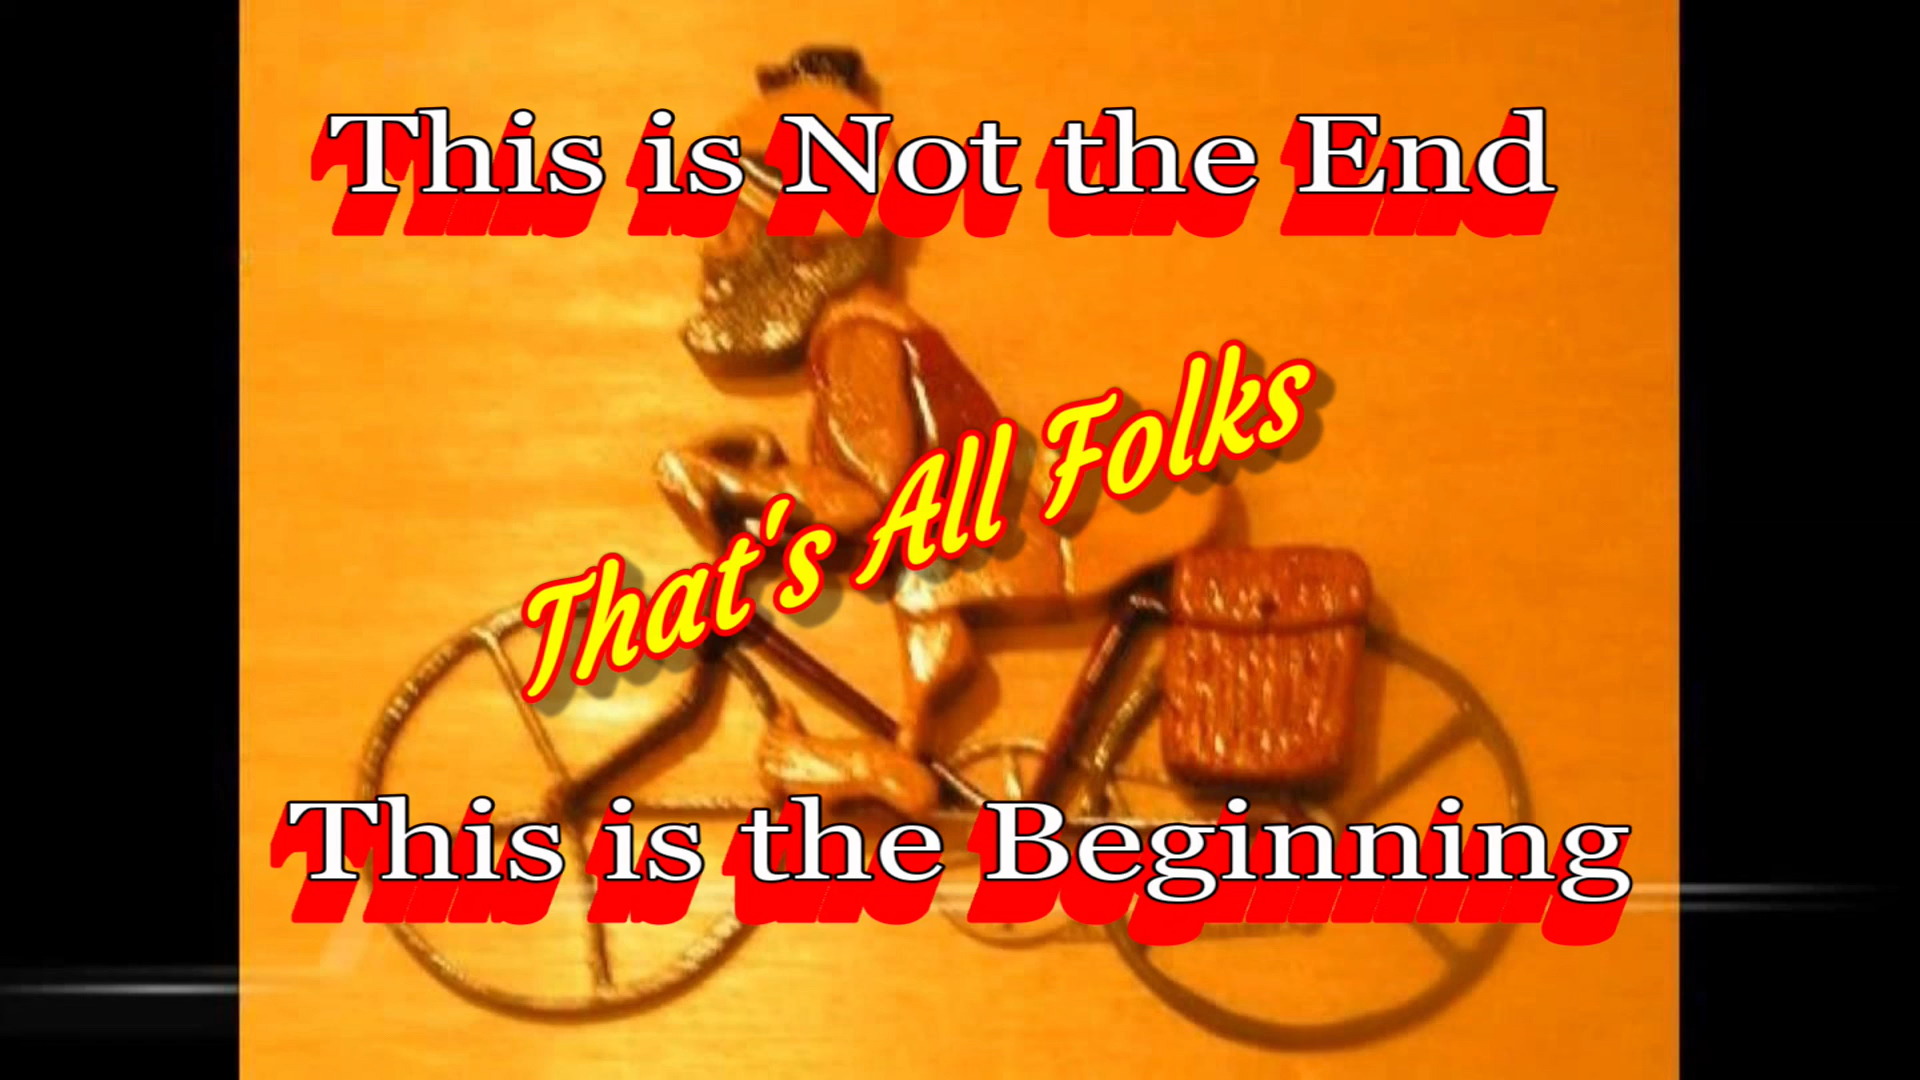 This is Not the End
That's All Folks
This is the Beginning